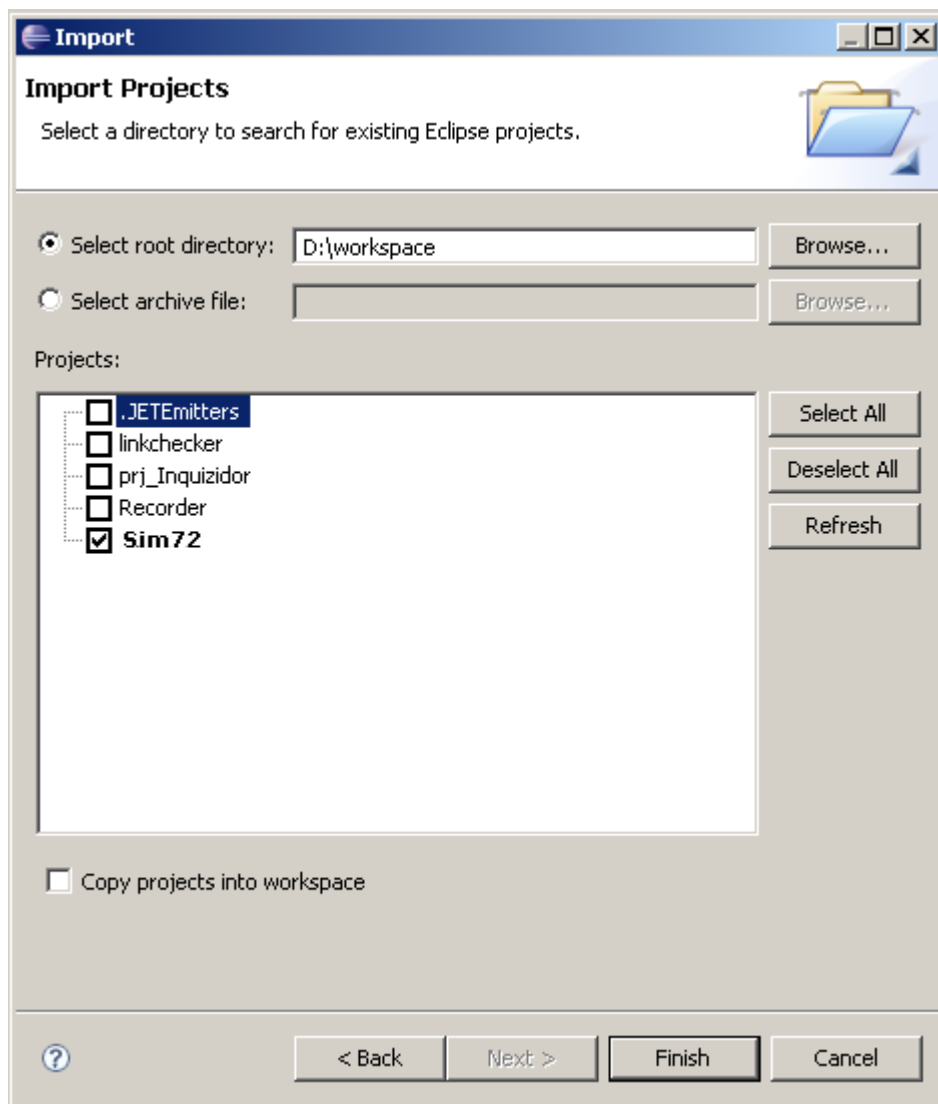 Import
Import Projects
Select a directory to search for existing Eclipse projects.
Select root directory: D:\workspace Browse...
Select archive file: Browse...
Projects:
.JETEmitters Select All
linkchecker
prj_Inquizidor Deselect All
Recorder
Sim72 Refresh
Copy projects into workspace
? < Back Next > Finish Cancel